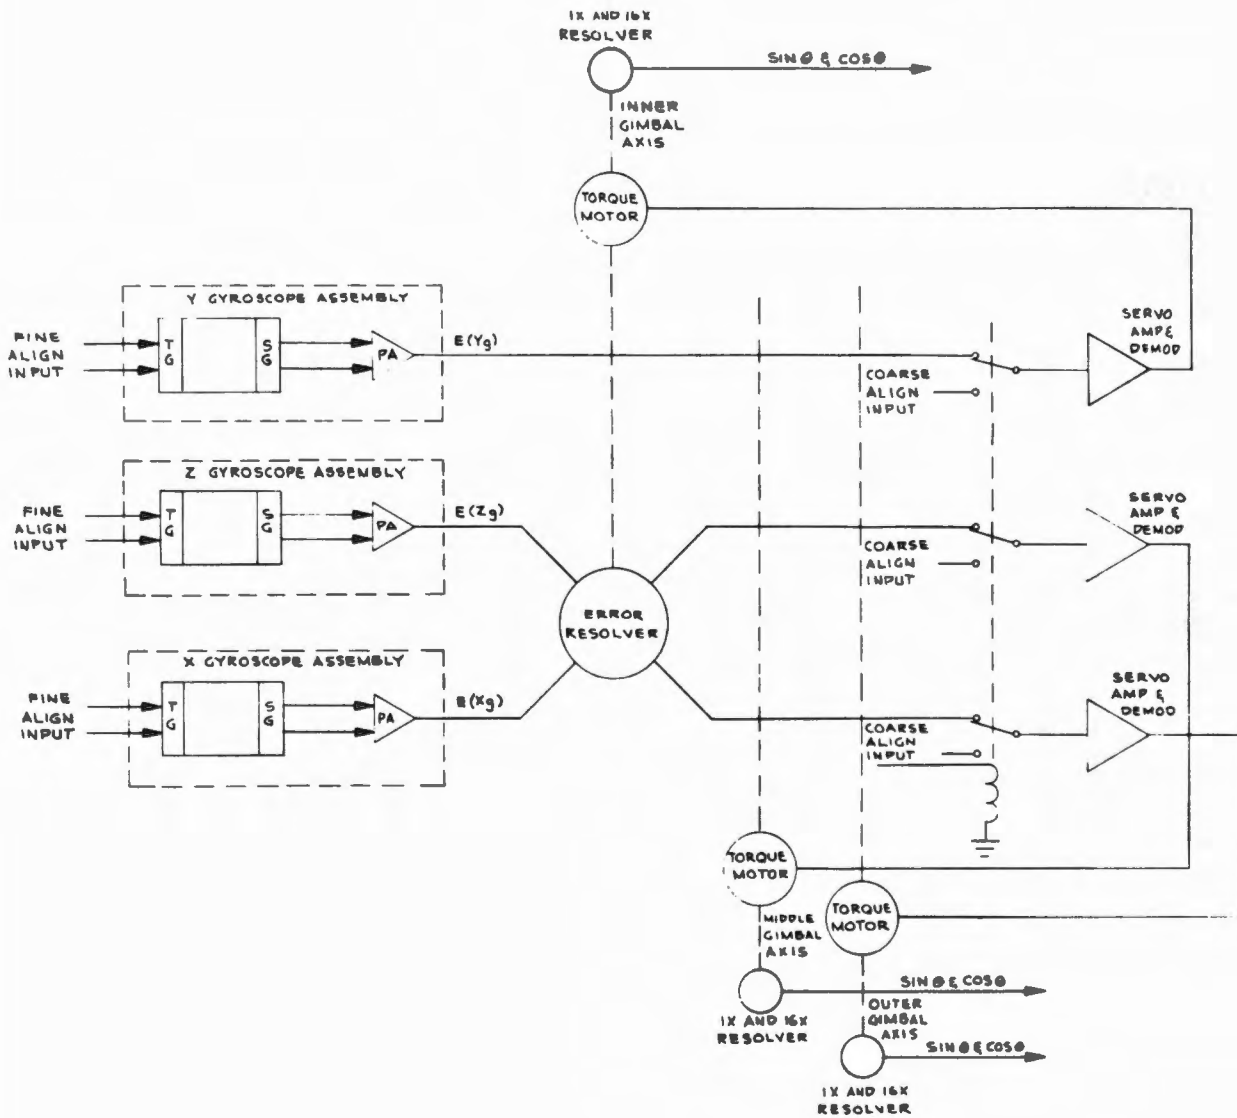 1X AND 16X
RESOLVER
SIN θ & COS θ
INNER
GIMBAL
AXIS
TORQUE
MOTOR
Y GYROSCOPE ASSEMBLY
FINE
ALIGN
INPUT
T
G
S
G
PA
E(Yg)
COARSE
ALIGN
INPUT
SERVO
AMP &
DEMOD
Z GYROSCOPE ASSEMBLY
FINE
ALIGN
INPUT
T
G
S
G
PA
E(Zg)
COARSE
ALIGN
INPUT
SERVO
AMP &
DEMOD
ERROR
RESOLVER
X GYROSCOPE ASSEMBLY
FINE
ALIGN
INPUT
T
G
S
G
PA
E(Xg)
COARSE
ALIGN
INPUT
SERVO
AMP &
DEMOD
TORQUE
MOTOR
MIDDLE
GIMBAL
AXIS
TORQUE
MOTOR
SIN θ & COS θ
1X AND 16X
RESOLVER
OUTER
GIMBAL
AXIS
SIN θ & COS θ
1X AND 16X
RESOLVER